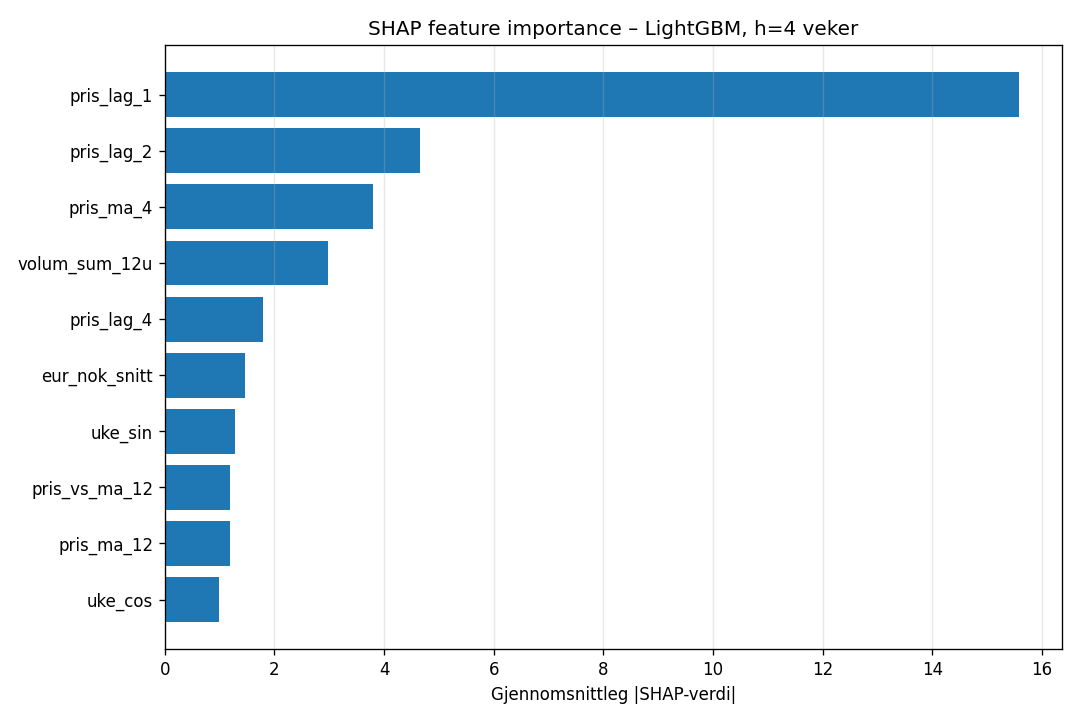 SHAP feature importance – LightGBM, h=4 veker
pris_lag_1
pris_lag_2
pris_ma_4
volum_sum_12u
pris_lag_4
eur_nok_snitt
uke_sin
pris_vs_ma_12
pris_ma_12
uke_cos
0 2 4 6 8 10 12 14 16
Gjennomsnittleg |SHAP-verdi|